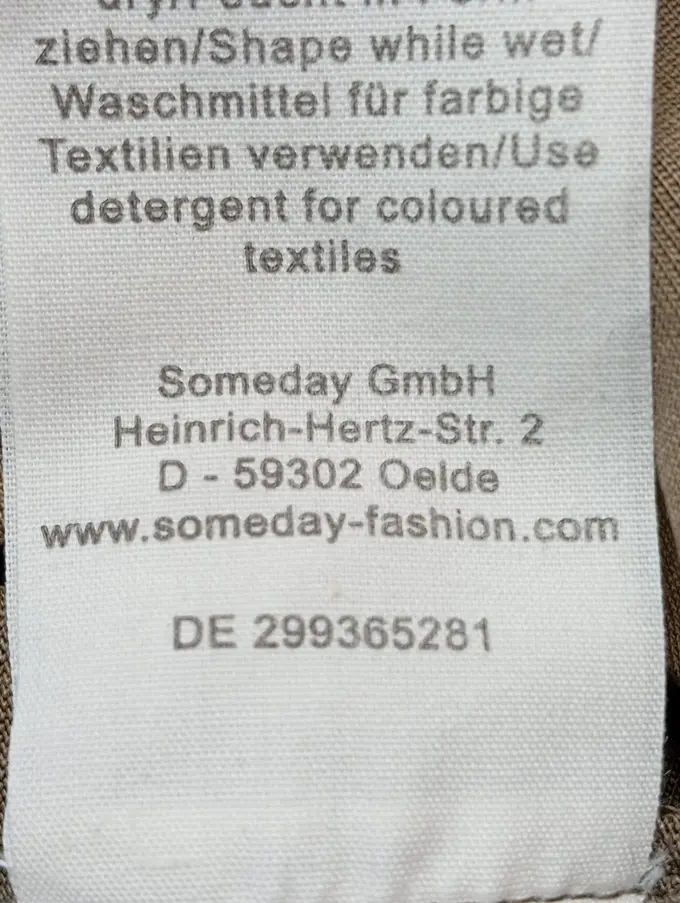 ziehen/Shape while wet/
Waschmittel für farbige
Textilien verwenden/Use
detergent for coloured
textiles
Someday GmbH
Heinrich-Hertz-Str. 2
D - 59302 Oelde
www.someday-fashion.com
DE 299365281